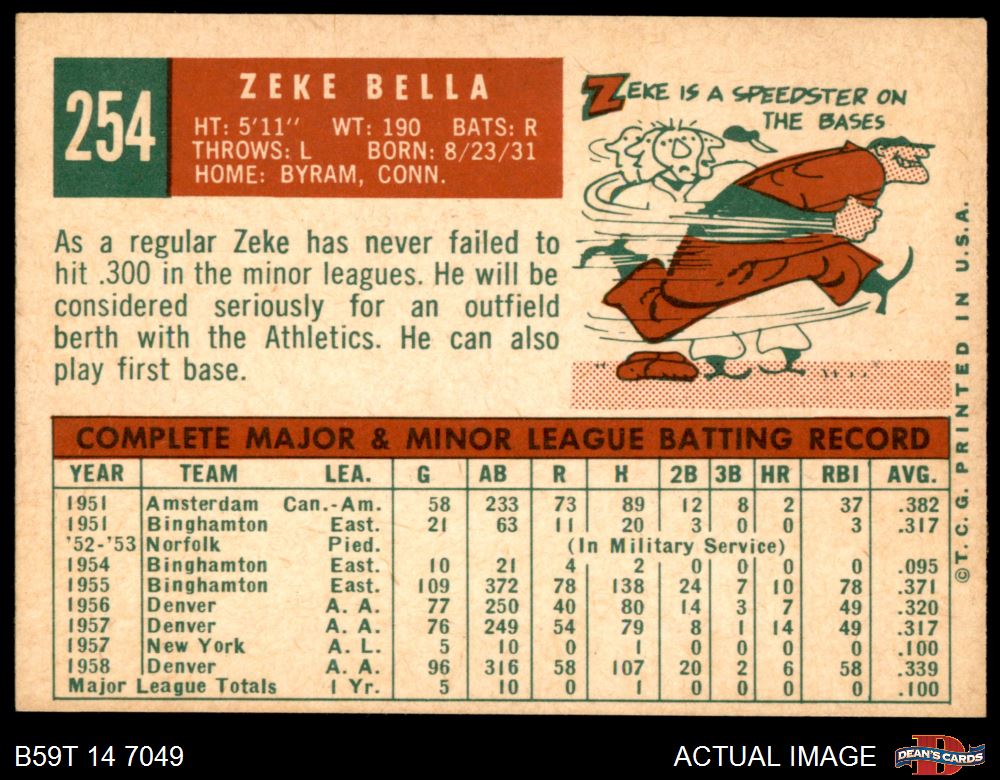 254
ZEKE BELLA
HT: 5'11" WT: 190 BATS: R
THROWS: L BORN: 8/23/31
HOME: BYRAM, CONN.
ZEKE IS A SPEEDSTER ON
THE BASES
As a regular Zeke has never failed to
hit .300 in the minor leagues. He will be
considered seriously for an outfield
berth with the Athletics. He can also
play first base.
COMPLETE MAJOR & MINOR LEAGUE BATTING RECORD
YEAR TEAM LEA. G AB R H 2B 3B HR RBI AVG.
1951 Amsterdam Can.-Am. 58 233 73 89 12 8 2 37 .382
1951 Binghamton East. 21 63 11 20 3 0 0 3 .317
'52-'53 Norfolk Pied. (In Military Service)
1954 Binghamton East. 10 21 4 2 0 0 0 0 .095
1955 Binghamton East. 109 372 78 138 24 7 10 78 .371
1956 Denver A. A. 77 250 40 80 14 3 7 49 .320
1957 Denver A. A. 76 249 54 79 8 1 14 49 .317
1957 New York A. L. 5 10 0 1 0 0 0 0 .100
1958 Denver A. A. 96 316 58 107 20 2 6 58 .339
Major League Totals 1 Yr. 5 10 0 1 0 0 0 0 .100
©T. C. G. PRINTED IN U.S.A.
B59T 14 7049
ACTUAL IMAGE
DEAN'S CARDS